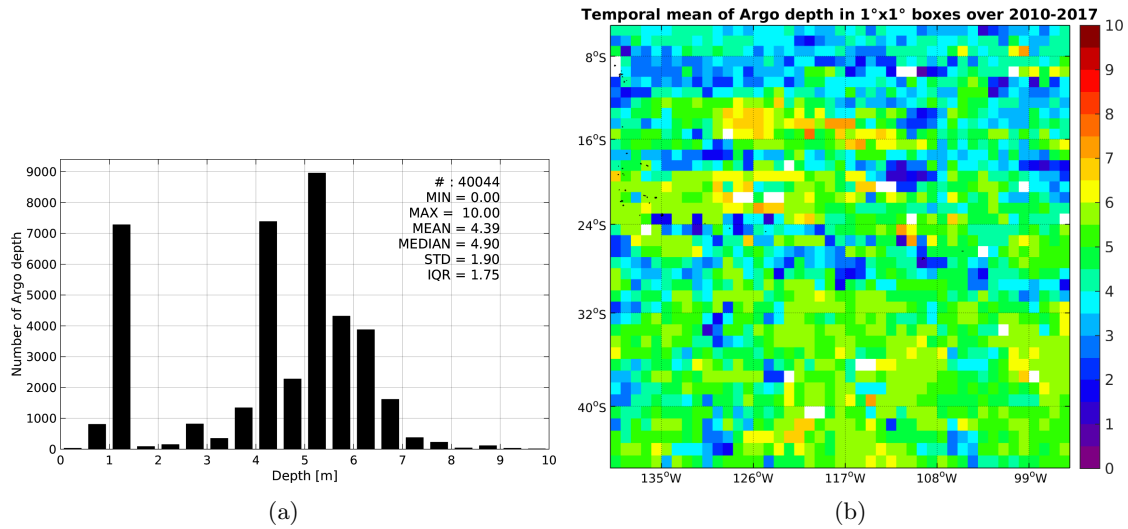 Temporal mean of Argo depth in 1°x1° boxes over 2010-2017
Number of Argo depth
9000
8000
7000
6000
5000
4000
3000
2000
1000
0
# : 40044
MIN = 0.00
MAX = 10.00
MEAN = 4.39
MEDIAN = 4.90
STD = 1.90
IQR = 1.75
0 1 2 3 4 5 6 7 8 9 10
Depth [m]
(a)
8°S
16°S
24°S
32°S
40°S
135°W 126°W 117°W 108°W 99°W
10
9
8
7
6
5
4
3
2
1
0
(b)